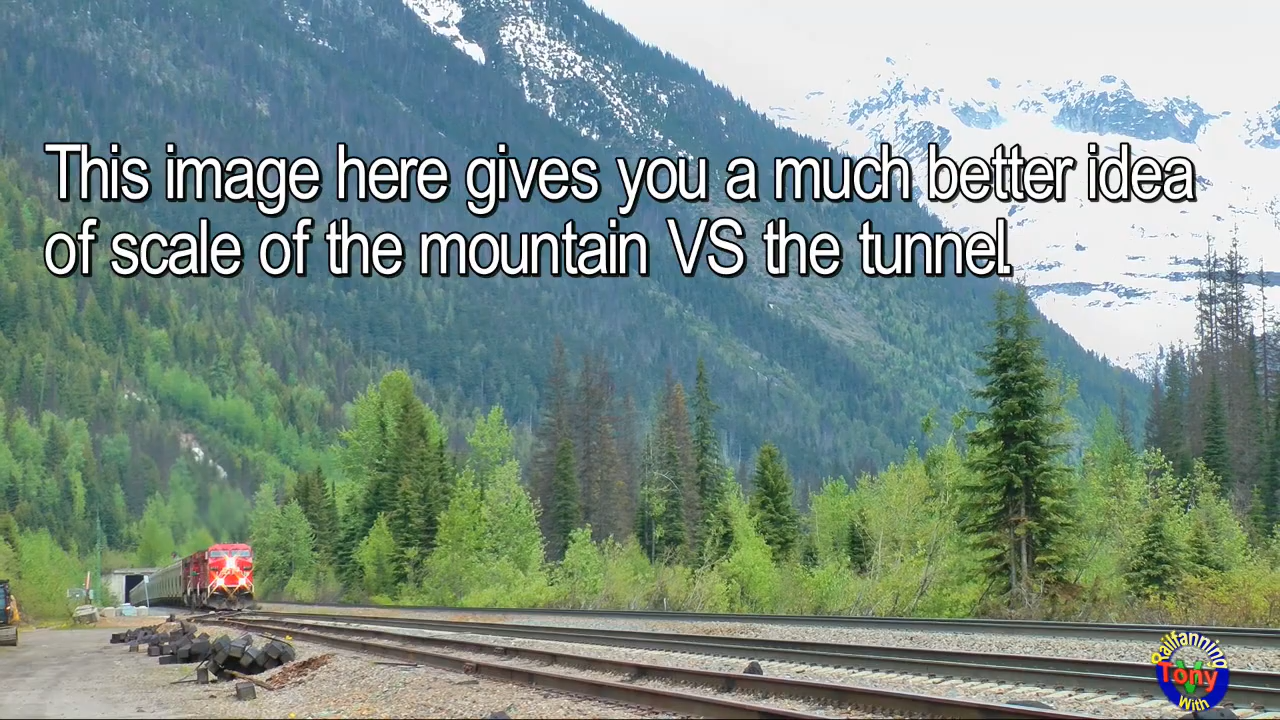 This image here gives you a much better idea
of scale of the mountain VS the tunnel.
Railfanning
Tony
With